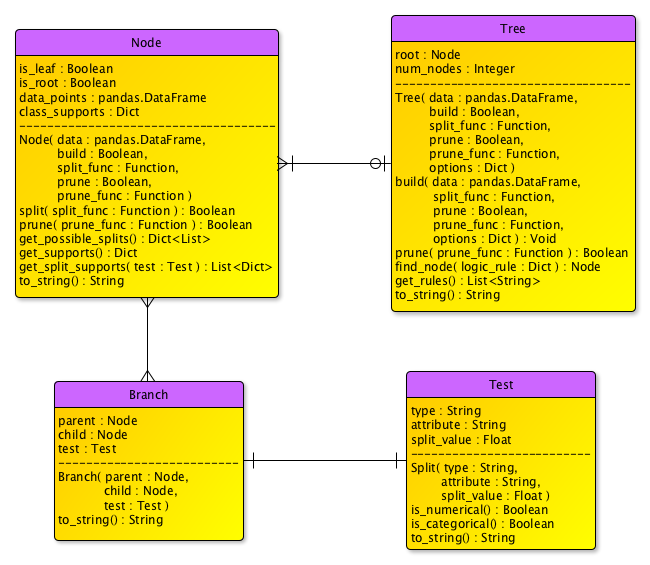 Node
is_leaf : Boolean
is_root : Boolean
data_points : pandas.DataFrame
class_supports : Dict
Node( data : pandas.DataFrame,
build : Boolean,
split_func : Function,
prune : Boolean,
prune_func : Function )
split( split_func : Function ) : Boolean
prune( prune_func : Function ) : Boolean
get_possible_splits() : Dict<List>
get_supports() : Dict
get_split_supports( test : Test ) : List<Dict>
to_string() : String
Tree
root : Node
num_nodes : Integer
Tree( data : pandas.DataFrame,
build : Boolean,
split_func : Function,
prune : Boolean,
prune_func : Function,
options : Dict )
build( data : pandas.DataFrame,
split_func : Function,
prune : Boolean,
prune_func : Function,
options : Dict ) : Void
prune( prune_func : Function ) : Boolean
find_node( logic_rule : Dict ) : Node
get_rules() : List<String>
to_string() : String
Branch
parent : Node
child : Node
test : Test
Branch( parent : Node,
child : Node,
test : Test )
to_string() : String
Test
type : String
attribute : String
split_value : Float
Split( type : String,
attribute : String,
split_value : Float )
is_numerical() : Boolean
is_categorical() : Boolean
to_string() : String